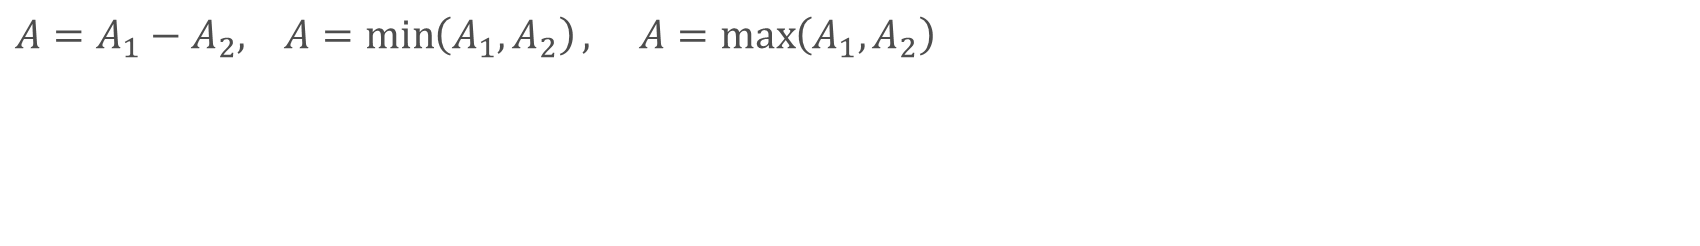 A = A₁ − A₂,   A = min(A₁, A₂),   A = max(A₁, A₂)